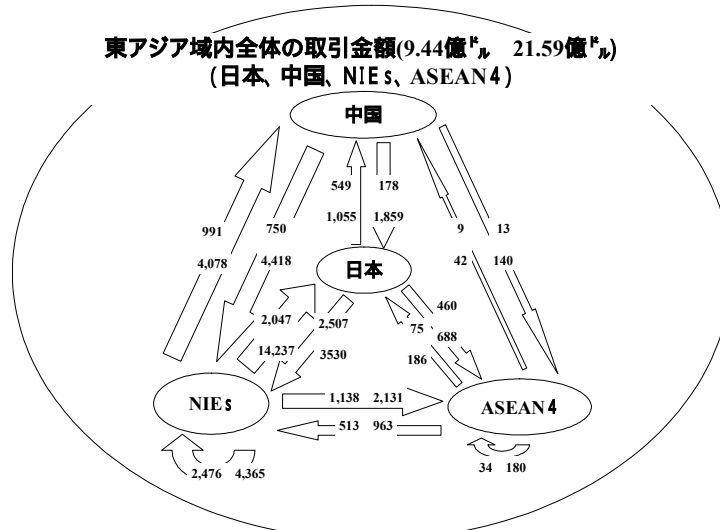 東アジア域内全体の取引金額(9.44億㌦ 21.59億㌦)
(日本、中国、NIEs、ASEAN4)
中国
549 178
991 750 1,055 1,859 9 13
4,078 4,418 42 140
日本
2,047 2,507 75 460
14,237 3530 186 688
NIEs
1,138 2,131
ASEAN4
513 963
2,476 4,365
34 180